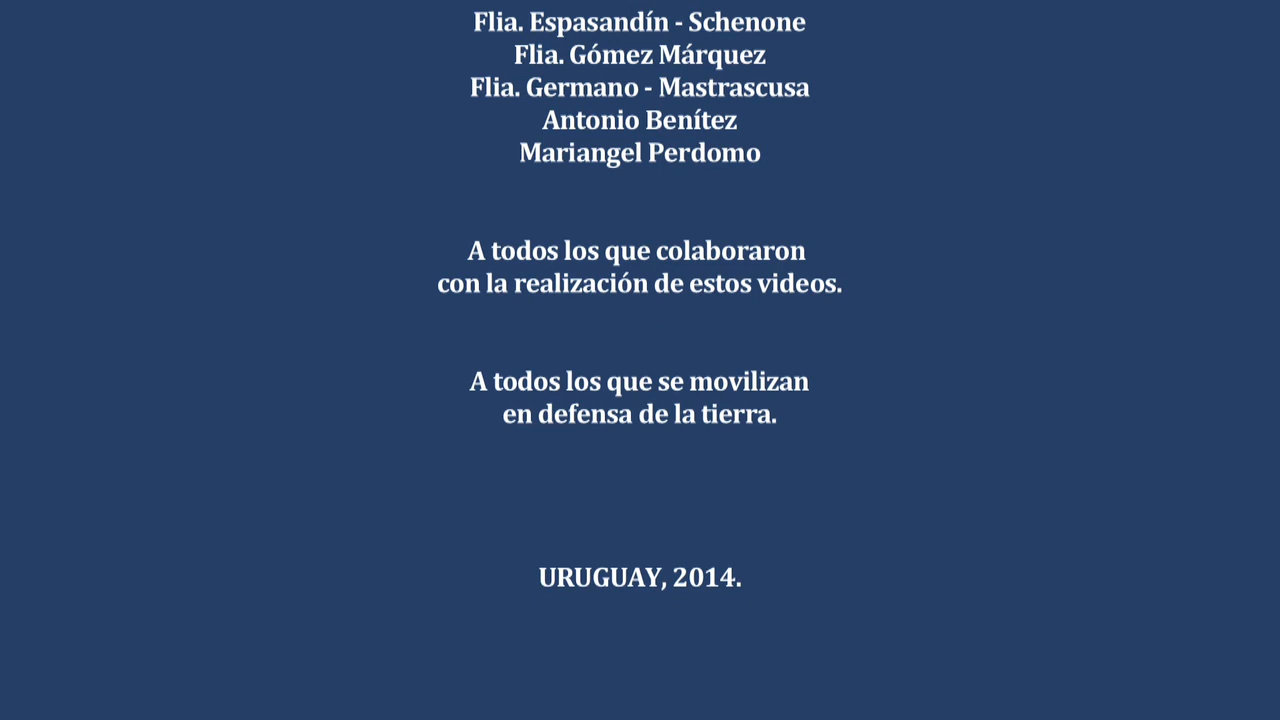 Flia. Espasandín - Schenone
Flia. Gómez Márquez
Flia. Germano - Mastrascusa
Antonio Benítez
Mariangel Perdomo
A todos los que colaboraron
con la realización de estos videos.
A todos los que se movilizan
en defensa de la tierra.
URUGUAY, 2014.